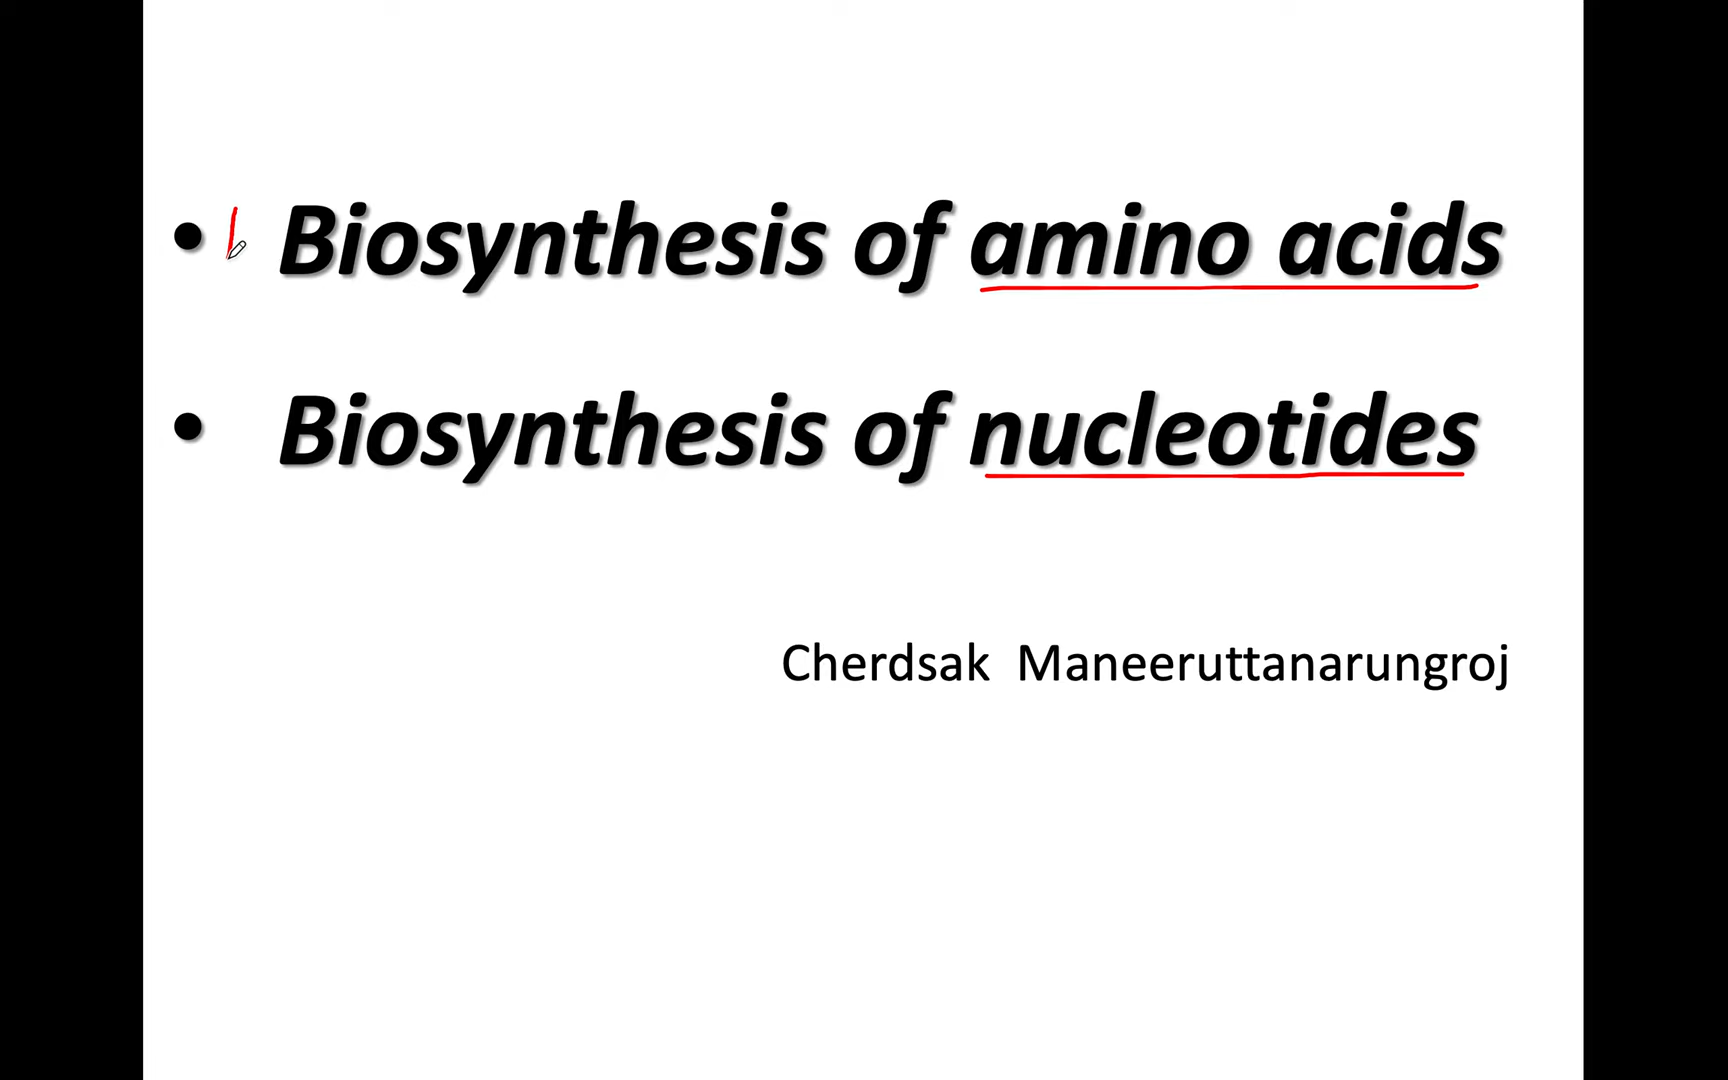 • Biosynthesis of amino acids
• Biosynthesis of nucleotides
Cherdsak Maneeruttanarungroj